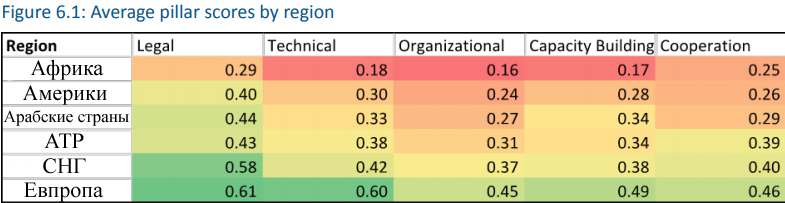 Figure 6.1: Average pillar scores by region
Region Legal Technical Organizational Capacity Building Cooperation
Африка 0.29 0.18 0.16 0.17 0.25
Америки 0.40 0.30 0.24 0.28 0.26
Арабские страны 0.44 0.33 0.27 0.34 0.29
АТР 0.43 0.38 0.31 0.34 0.39
СНГ 0.58 0.42 0.37 0.38 0.40
Евпропа 0.61 0.60 0.45 0.49 0.46